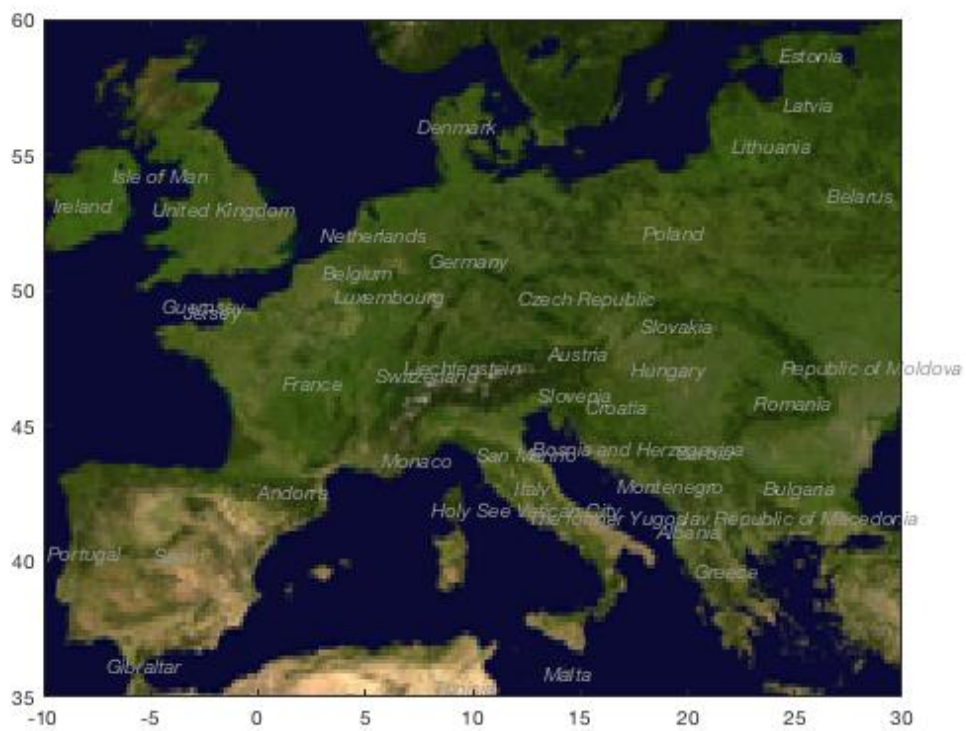 60
Estonia
Latvia
Denmark
55
Lithuania
Isle of Man
Belarus
Ireland
United Kingdom
Netherlands
Poland
Germany
Belgium
50
Luxembourg
Czech Republic
Guernsey
Jersey
Slovakia
Austria
Liechtenstein
Switzerland
Hungary
Republic of Moldova
France
Slovenia
Croatia
Romania
45
San Marino
Bosnia and Herzegovina
Serbia
Monaco
Andorra
Italy
Montenegro
Bulgaria
Holy See Vatican City
The former Yugoslav Republic of Macedonia
Albania
40
Portugal
Spain
Greece
Gibraltar
Malta
Tunisia
35
-10 -5 0 5 10 15 20 25 30